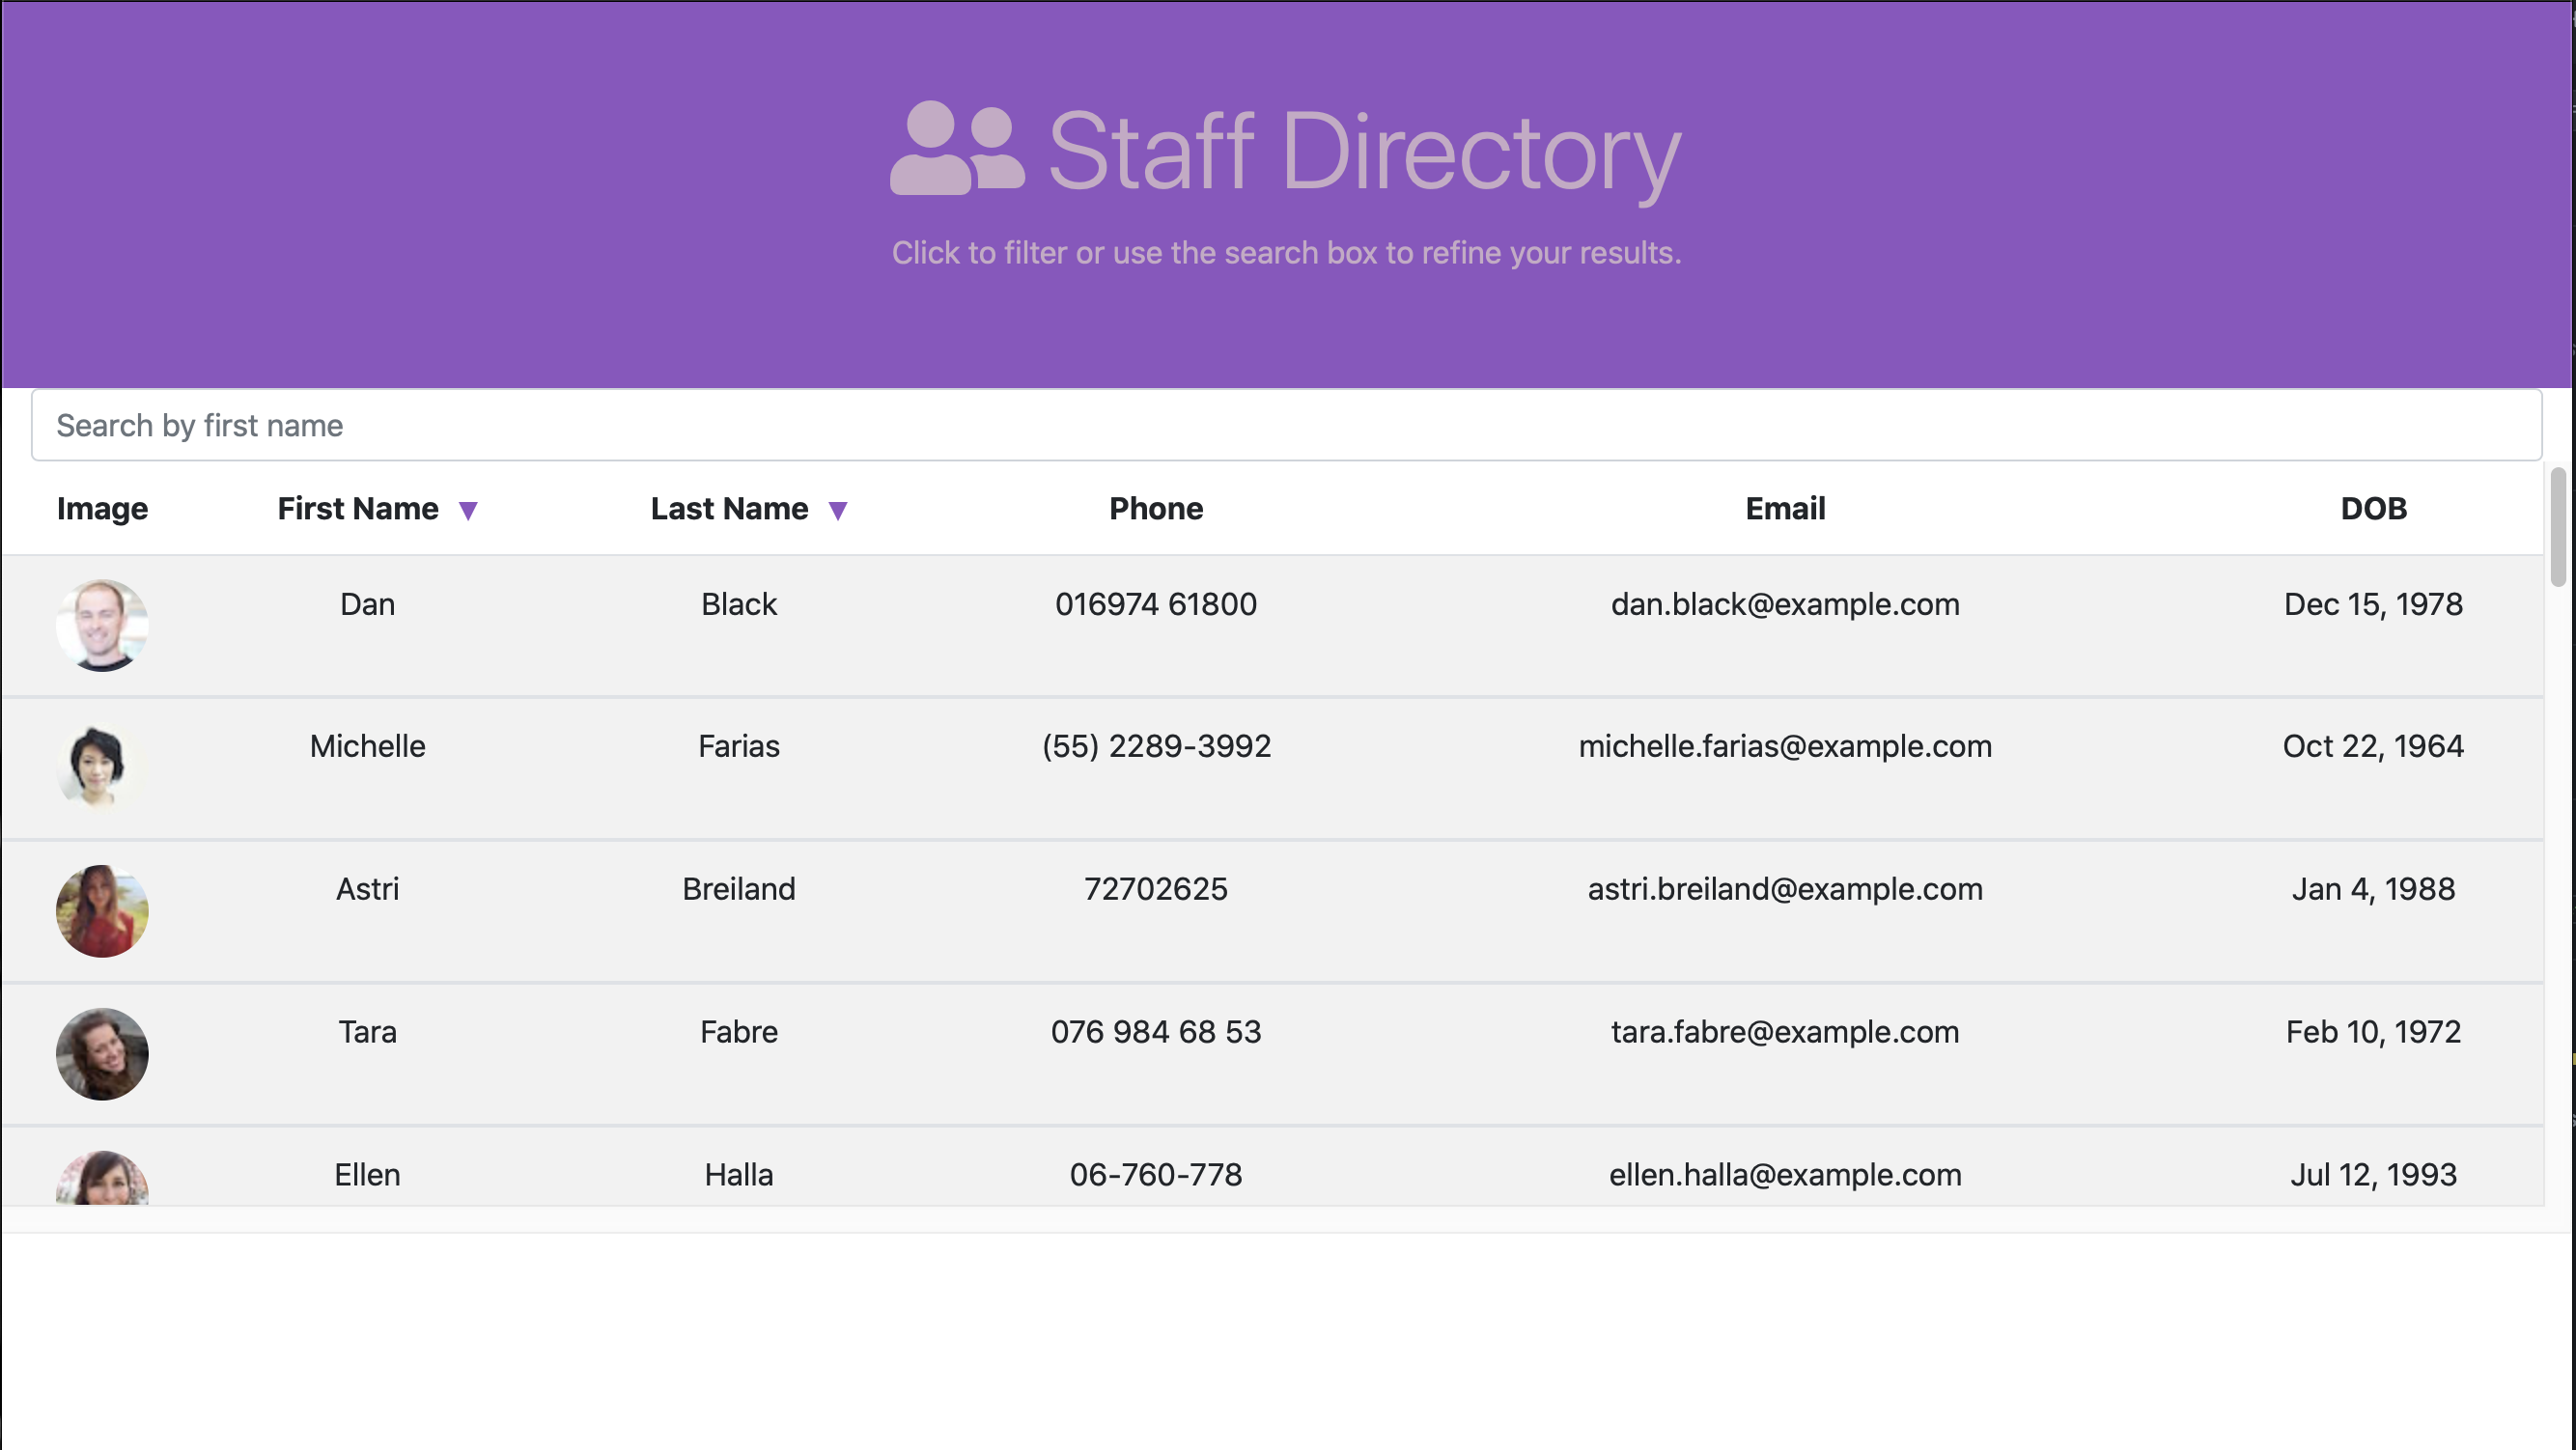 Staff Directory
Click to filter or use the search box to refine your results.
Search by first name
Image First Name ▼ Last Name ▼ Phone Email DOB
Dan Black 016974 61800 dan.black@example.com Dec 15, 1978
Michelle Farias (55) 2289-3992 michelle.farias@example.com Oct 22, 1964
Astri Breiland 72702625 astri.breiland@example.com Jan 4, 1988
Tara Fabre 076 984 68 53 tara.fabre@example.com Feb 10, 1972
Ellen Halla 06-760-778 ellen.halla@example.com Jul 12, 1993